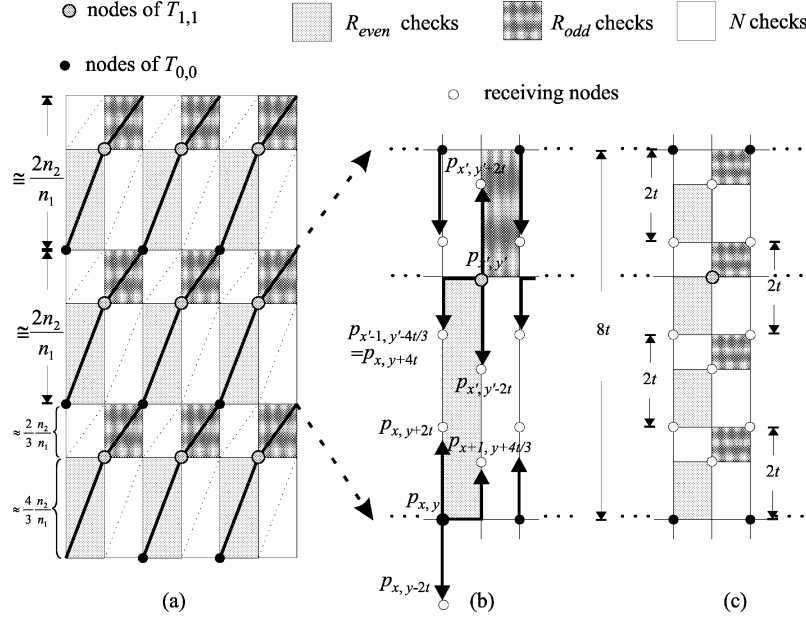 nodes of T1,1
Reven checks
Rodd checks
N checks
nodes of T0,0
receiving nodes
≅ 2n2/n1
≅ 2n2/n1
≈ 2/3 n2/n1
≈ 4/3 n2/n1
px', y'+2t
px', y'
px'-1, y'-4t/3
=px, y+4t
px', y'-2t
px, y+2t
px+1, y+4t/3
px, y
px, y-2t
8t
2t
2t
2t
2t
(a)
(b)
(c)